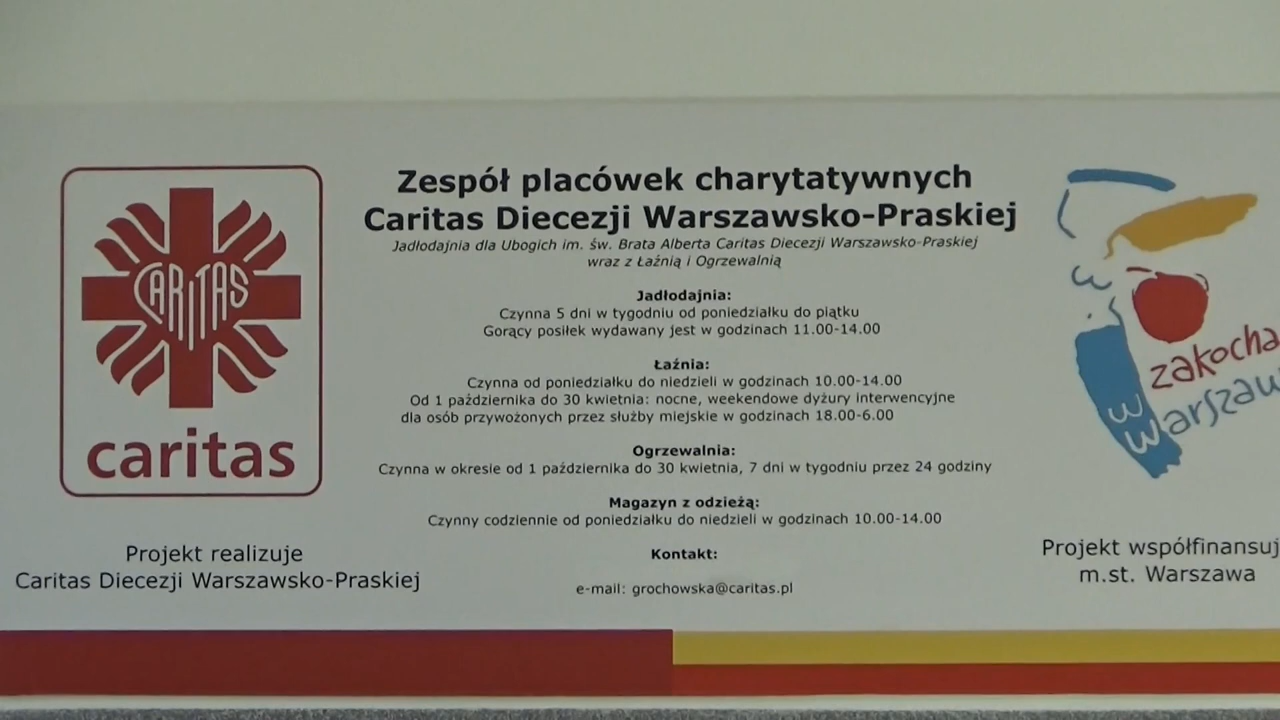 Zespół placówek charytatywnych
Caritas Diecezji Warszawsko-Praskiej
Jadłodajnia dla Ubogich im. św. Brata Alberta Caritas Diecezji Warszawsko-Praskiej
wraz z Łaźnią i Ogrzewalnią
Jadłodajnia:
Czynna 5 dni w tygodniu od poniedziałku do piątku
Gorący posiłek wydawany jest w godzinach 11.00-14.00
Łaźnia:
Czynna od poniedziałku do niedzieli w godzinach 10.00-14.00
Od 1 października do 30 kwietnia: nocne, weekendowe dyżury interwencyjne
dla osób przywożonych przez służby miejskie w godzinach 18.00-6.00
Ogrzewalnia:
Czynna w okresie od 1 października do 30 kwietnia, 7 dni w tygodniu przez 24 godziny
Magazyn z odzieżą:
Czynny codziennie od poniedziałku do niedzieli w godzinach 10.00-14.00
Kontakt:
e-mail: grochowska@caritas.pl
CARITAS
caritas
Projekt realizuje
Caritas Diecezji Warszawsko-Praskiej
zakocha
w
warszaw
Projekt współfinansuj
m.st. Warszawa